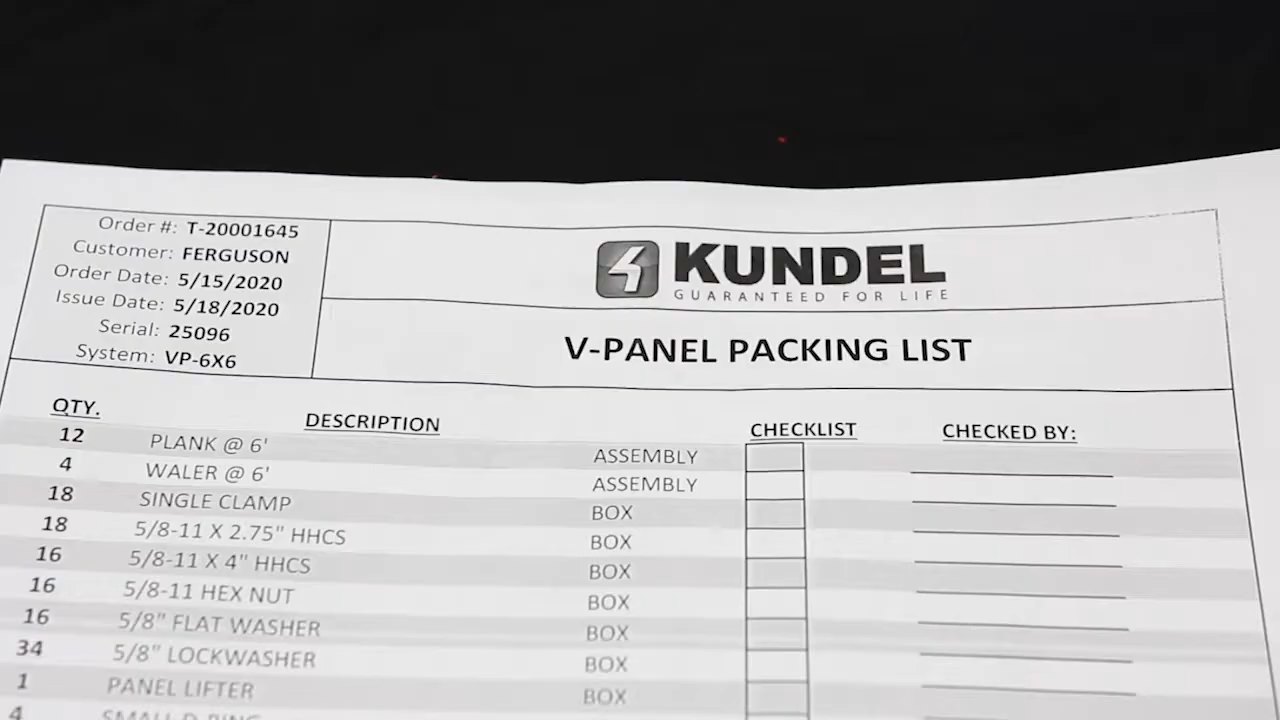 Order #: T-20001645
Customer: FERGUSON
Order Date: 5/15/2020
Issue Date: 5/18/2020
Serial: 25096
System: VP-6X6
KUNDEL
GUARANTEED FOR LIFE
V-PANEL PACKING LIST
QTY. DESCRIPTION CHECKLIST CHECKED BY:
12 PLANK @ 6' ASSEMBLY
4 WALER @ 6' ASSEMBLY
18 SINGLE CLAMP BOX
18 5/8-11 X 2.75" HHCS BOX
16 5/8-11 X 4" HHCS BOX
16 5/8-11 HEX NUT BOX
16 5/8" FLAT WASHER BOX
34 5/8" LOCKWASHER BOX
1 PANEL LIFTER BOX
4 SMALL D-RING